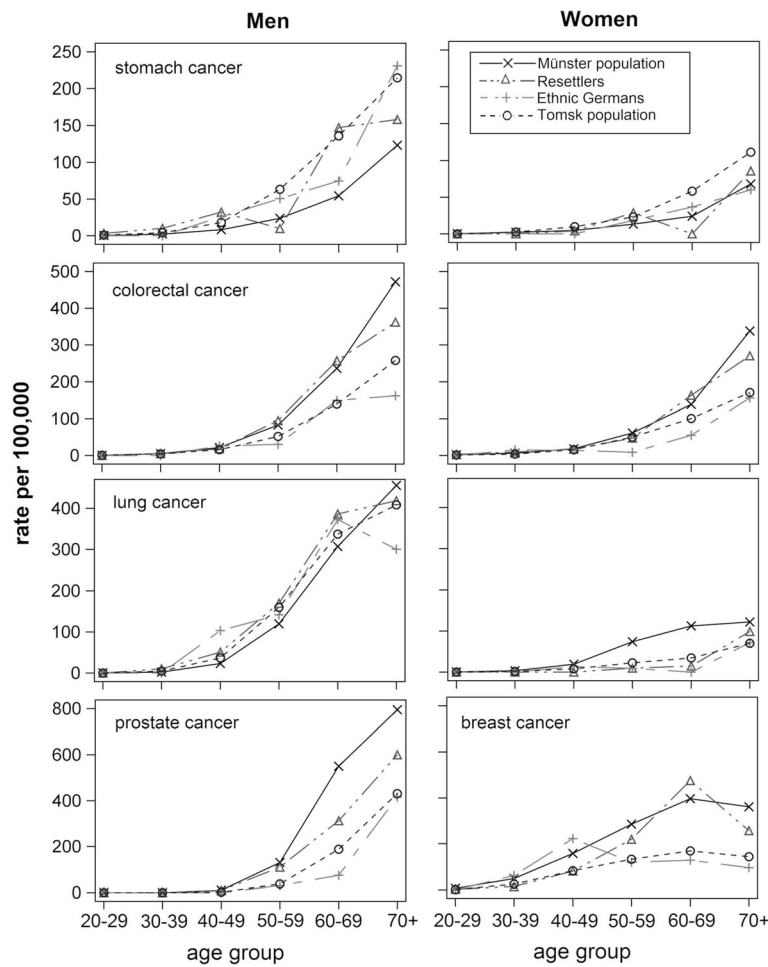 Men
Women
250
200
150
100
50
0
stomach cancer
Münster population
Resettlers
Ethnic Germans
Tomsk population
500
400
300
200
100
0
colorectal cancer
rate per 100,000
400
300
200
100
0
lung cancer
800
600
400
200
0
prostate cancer
breast cancer
20-29 30-39 40-49 50-59 60-69 70+
20-29 30-39 40-49 50-59 60-69 70+
age group
age group